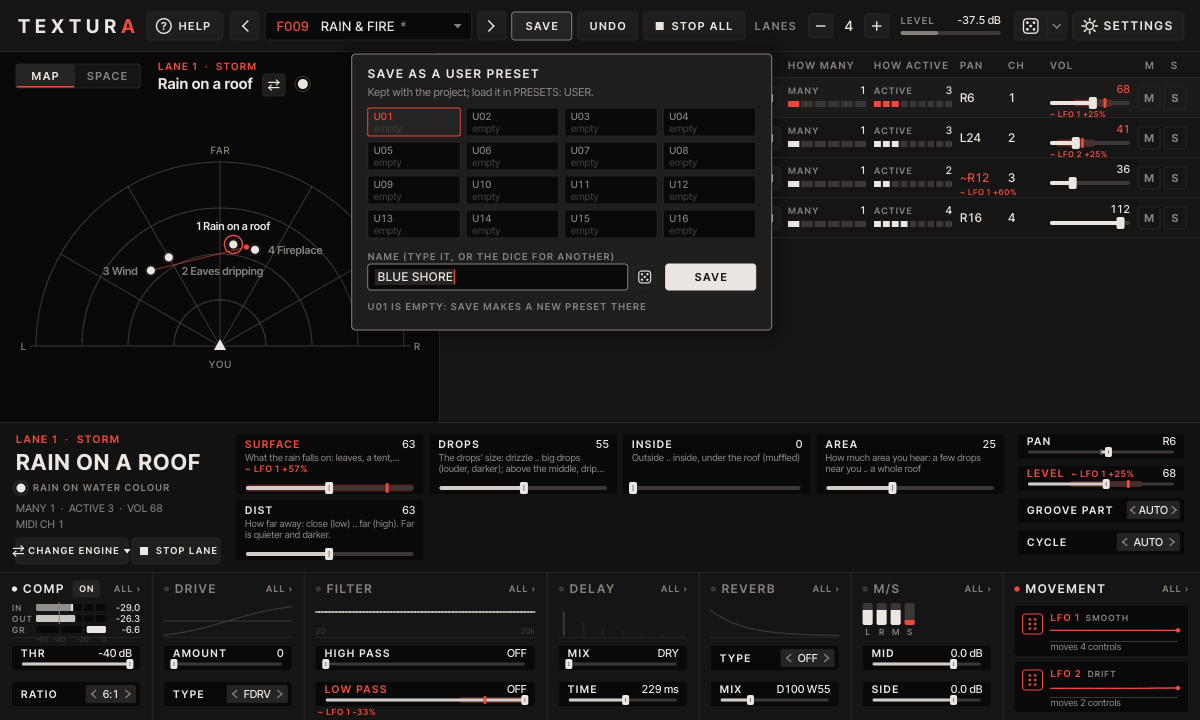 TEXTURA
HELP
F009 RAIN & FIRE *
SAVE
UNDO
STOP ALL
LANES
4
LEVEL -37.5 dB
SETTINGS
MAP
SPACE
LANE 1 · STORM
Rain on a roof
FAR
1 Rain on a roof
4 Fireplace
3 Wind
2 Eaves dripping
L
R
YOU
SAVE AS A USER PRESET
Kept with the project; load it in PRESETS: USER.
U01 empty
U02 empty
U03 empty
U04 empty
U05 empty
U06 empty
U07 empty
U08 empty
U09 empty
U10 empty
U11 empty
U12 empty
U13 empty
U14 empty
U15 empty
U16 empty
NAME (TYPE IT, OR THE DICE FOR ANOTHER)
BLUE SHORE
SAVE
U01 IS EMPTY: SAVE MAKES A NEW PRESET THERE
HOW MANY HOW ACTIVE PAN CH VOL M S
MANY 1 ACTIVE 3 R6 1 68 M S
~ LFO 1 +25%
MANY 1 ACTIVE 3 L24 2 41 M S
~ LFO 2 +25%
MANY 1 ACTIVE 2 ~R12 3 36 M S
~ LFO 1 +60%
MANY 1 ACTIVE 4 R16 4 112 M S
LANE 1 · STORM
RAIN ON A ROOF
RAIN ON WATER COLOUR
MANY 1 · ACTIVE 3 · VOL 68
MIDI CH 1
CHANGE ENGINE
STOP LANE
SURFACE 63
What the rain falls on: leaves, a tent,...
~ LFO 1 +57%
DROPS 55
The drops' size: drizzle .. big drops
(louder, darker); above the middle, drip...
INSIDE 0
Outside .. inside, under the roof (muffled)
AREA 25
How much area you hear: a few drops
near you .. a whole roof
DIST 63
How far away: close (low) .. far (high). Far
is quieter and darker.
PAN R6
LEVEL ~ LFO 1 +25% 68
GROOVE PART < AUTO >
CYCLE < AUTO >
COMP ON ALL ›
IN -29.0
OUT -26.3
GR -6.6
-60 -40 -20 0
THR -40 dB
RATIO < 6:1 >
DRIVE ALL ›
AMOUNT 0
TYPE < FDRV >
FILTER ALL ›
20 20k
HIGH PASS OFF
LOW PASS OFF
~ LFO 1 -33%
DELAY ALL ›
MIX DRY
TIME 229 ms
REVERB ALL ›
TYPE < OFF >
MIX D100 W55
M/S ALL ›
L R M S
MID 0.0 dB
SIDE 0.0 dB
MOVEMENT ALL ›
LFO 1 SMOOTH
moves 4 controls
LFO 2 DRIFT
moves 2 controls